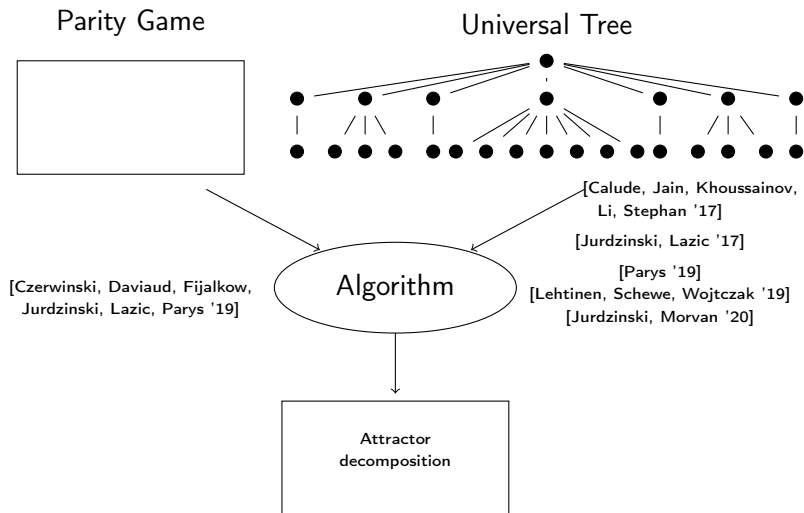 Parity Game
Universal Tree
[Calude, Jain, Khoussainov,
Li, Stephan '17]
[Jurdzinski, Lazic '17]
[Parys '19]
[Lehtinen, Schewe, Wojtczak '19]
[Jurdzinski, Morvan '20]
[Czerwinski, Daviaud, Fijalkow,
Jurdzinski, Lazic, Parys '19]
Algorithm
Attractor
decomposition